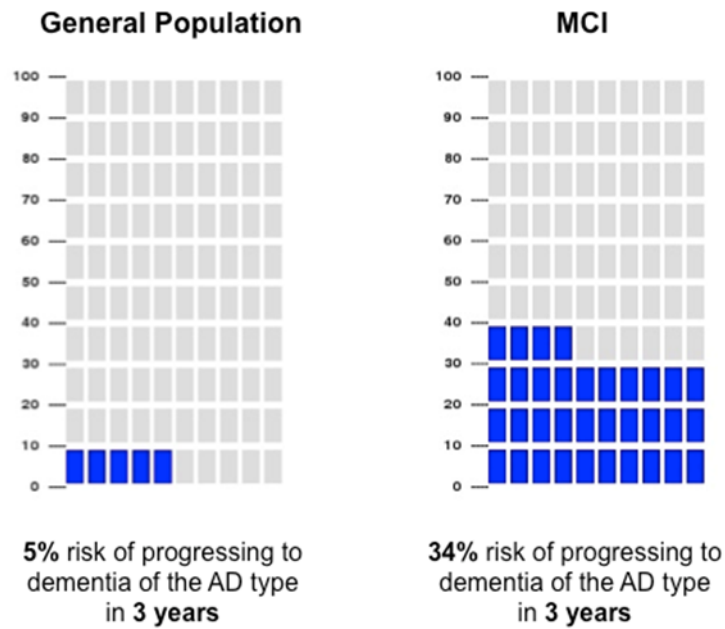 General Population
100
90
80
70
60
50
40
30
20
10
0
5% risk of progressing to
dementia of the AD type
in 3 years
MCI
100
90
80
70
60
50
40
30
20
10
0
34% risk of progressing to
dementia of the AD type
in 3 years